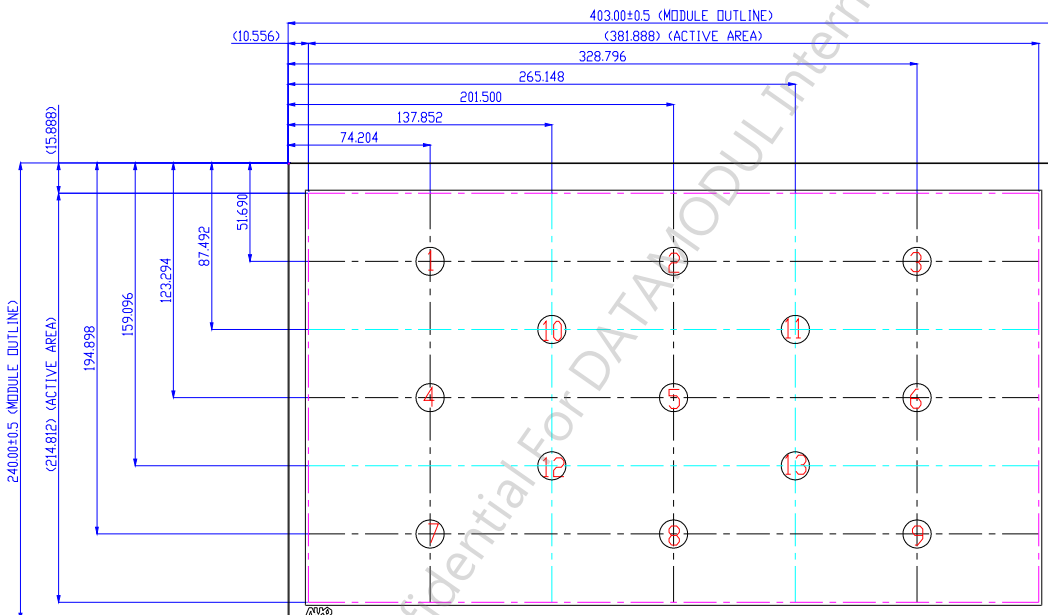 403.00±0.5 (MODULE OUTLINE)
(10.556)
(381.888) (ACTIVE AREA)
328.796
265.148
201.500
137.852
74.204
(15.888)
51.690
87.492
123.294
159.096
194.898
(214.812) (ACTIVE AREA)
240.00±0.5 (MODULE OUTLINE)
1 2 3
10 11
4 5 6
12 13
7 8 9
fidential For DATAMODUL Intern